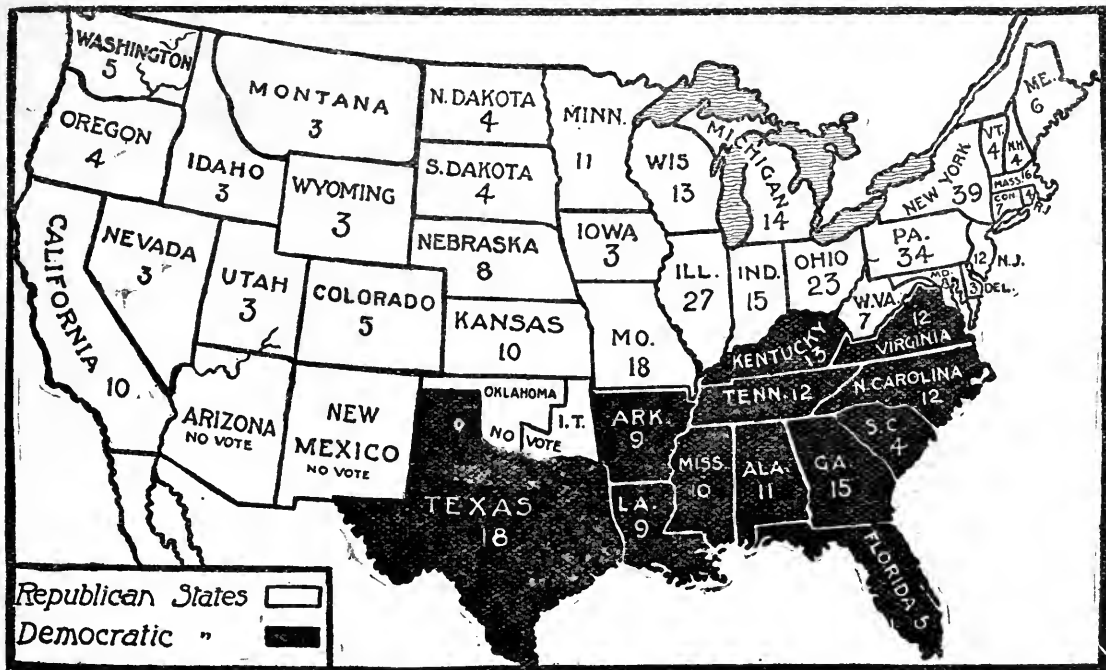 WASHINGTON
5
OREGON
4
CALIFORNIA
10
NEVADA
3
IDAHO
3
MONTANA
3
WYOMING
3
UTAH
3
COLORADO
5
ARIZONA
NO VOTE
NEW
MEXICO
NO VOTE
N. DAKOTA
4
S. DAKOTA
4
NEBRASKA
8
KANSAS
10
OKLAHOMA
NO VOTE
I.T.
TEXAS
18
MINN.
11
IOWA
3
MO.
18
ARK.
9
LA.
9
WIS
13
ILL.
27
MICHIGAN
14
IND.
15
OHIO
23
KENTUCKY
13
TENN. 12
MISS.
10
ALA.
11
GA
15
FLORIDA 5
S.C.
4
N. CAROLINA
12
12
VIRGINIA
W.VA.
7
MD.
8
3 DEL.
12 N.J.
PA.
34
NEW YORK
39
VT.
4
N.H
4
ME.
6
MASS. 16
CON
7
4
R.I
Republican States
Democratic "